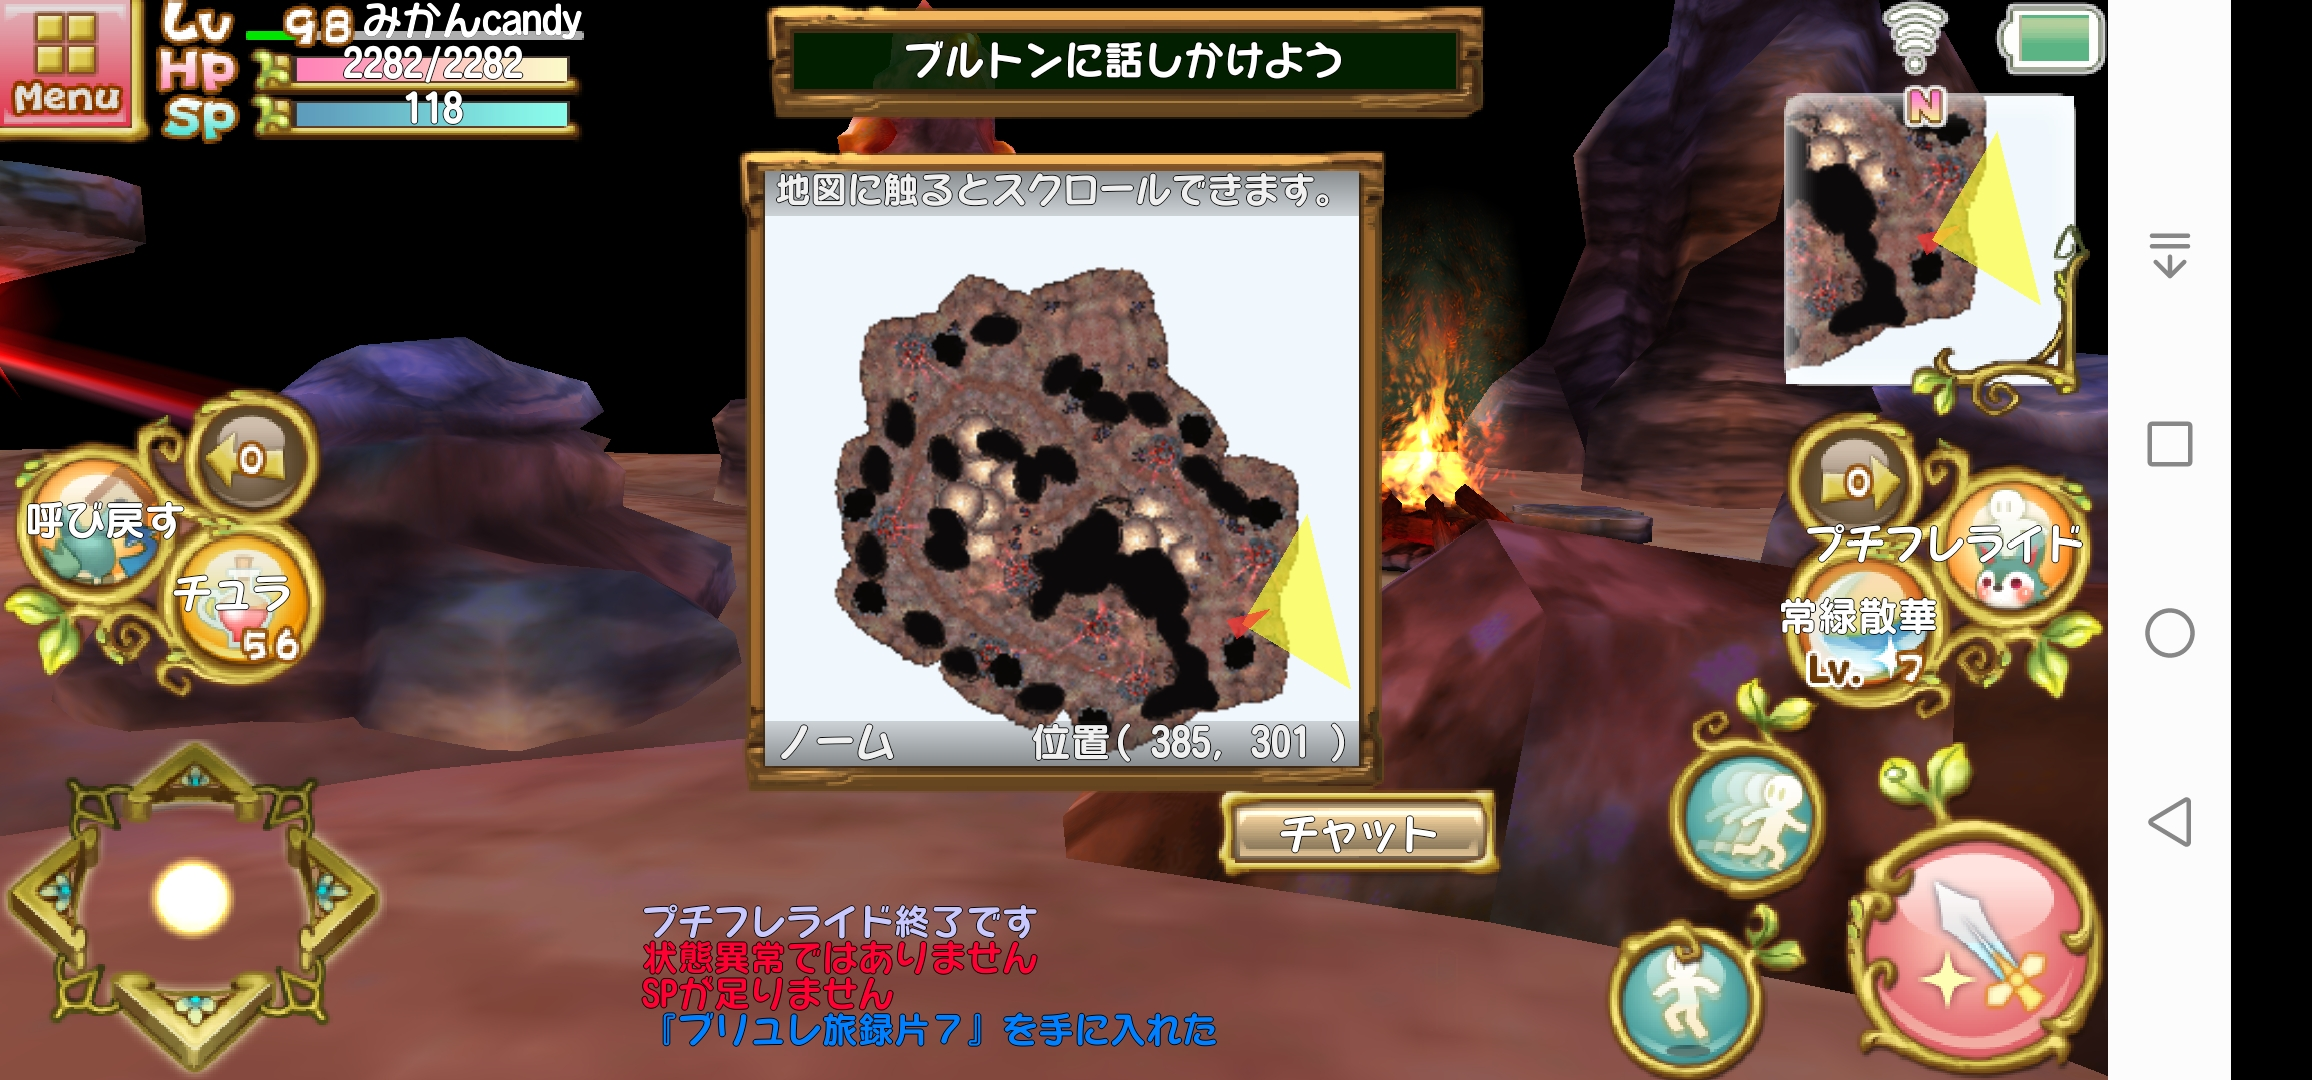 Menu
Lv 98 みかんcandy
HP 2282/2282
SP 118
ブルトンに話しかけよう
N
地図に触るとスクロールできます。
ノーム 位置( 385, 301 )
0
呼び戻す
チュラ
56
0
プチフレライド
常緑散華
Lv. 7
チャット
プチフレライド終了です
状態異常ではありません
SPが足りません
『ブリュレ旅録片７』を手に入れた